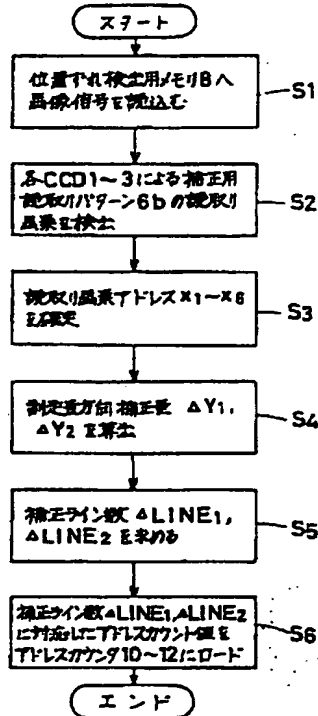 スタート
位置ずれ検出用メモリBへ
画像信号を読込む
S1
各CCD1~3による補正用
読取りパターン6bの読取り
画素を検出
S2
読取り画素アドレスX1~X6
を確定
S3
副走査方向補正量 ΔY1,
ΔY2 を算出
S4
補正ライン数 ΔLINE1,
ΔLINE2 を求める
S5
補正ライン数ΔLINE1,ΔLINE2
に対応したアドレスカウント値を
アドレスカウンタ10~12にロード
S6
エンド